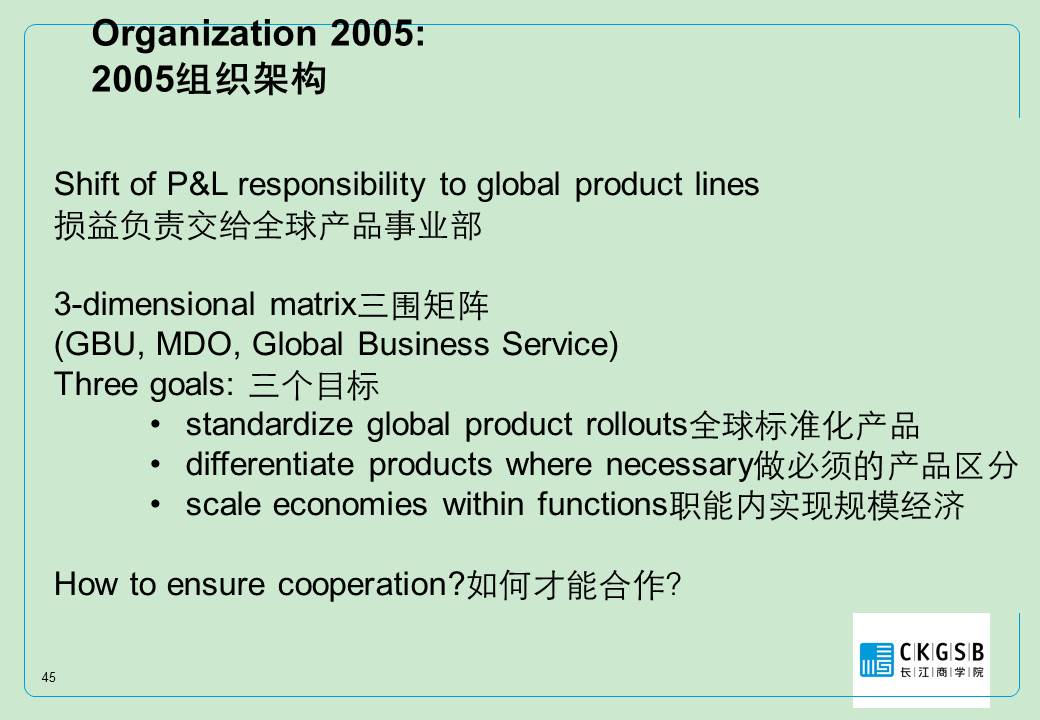 Organization 2005:
2005组织架构
Shift of P&L responsibility to global product lines
损益负责交给全球产品事业部
3-dimensional matrix三围矩阵
(GBU, MDO, Global Business Service)
Three goals: 三个目标
• standardize global product rollouts全球标准化产品
• differentiate products where necessary做必须的产品区分
• scale economies within functions职能内实现规模经济
How to ensure cooperation?如何才能合作?
CKGSB
长江商学院
45